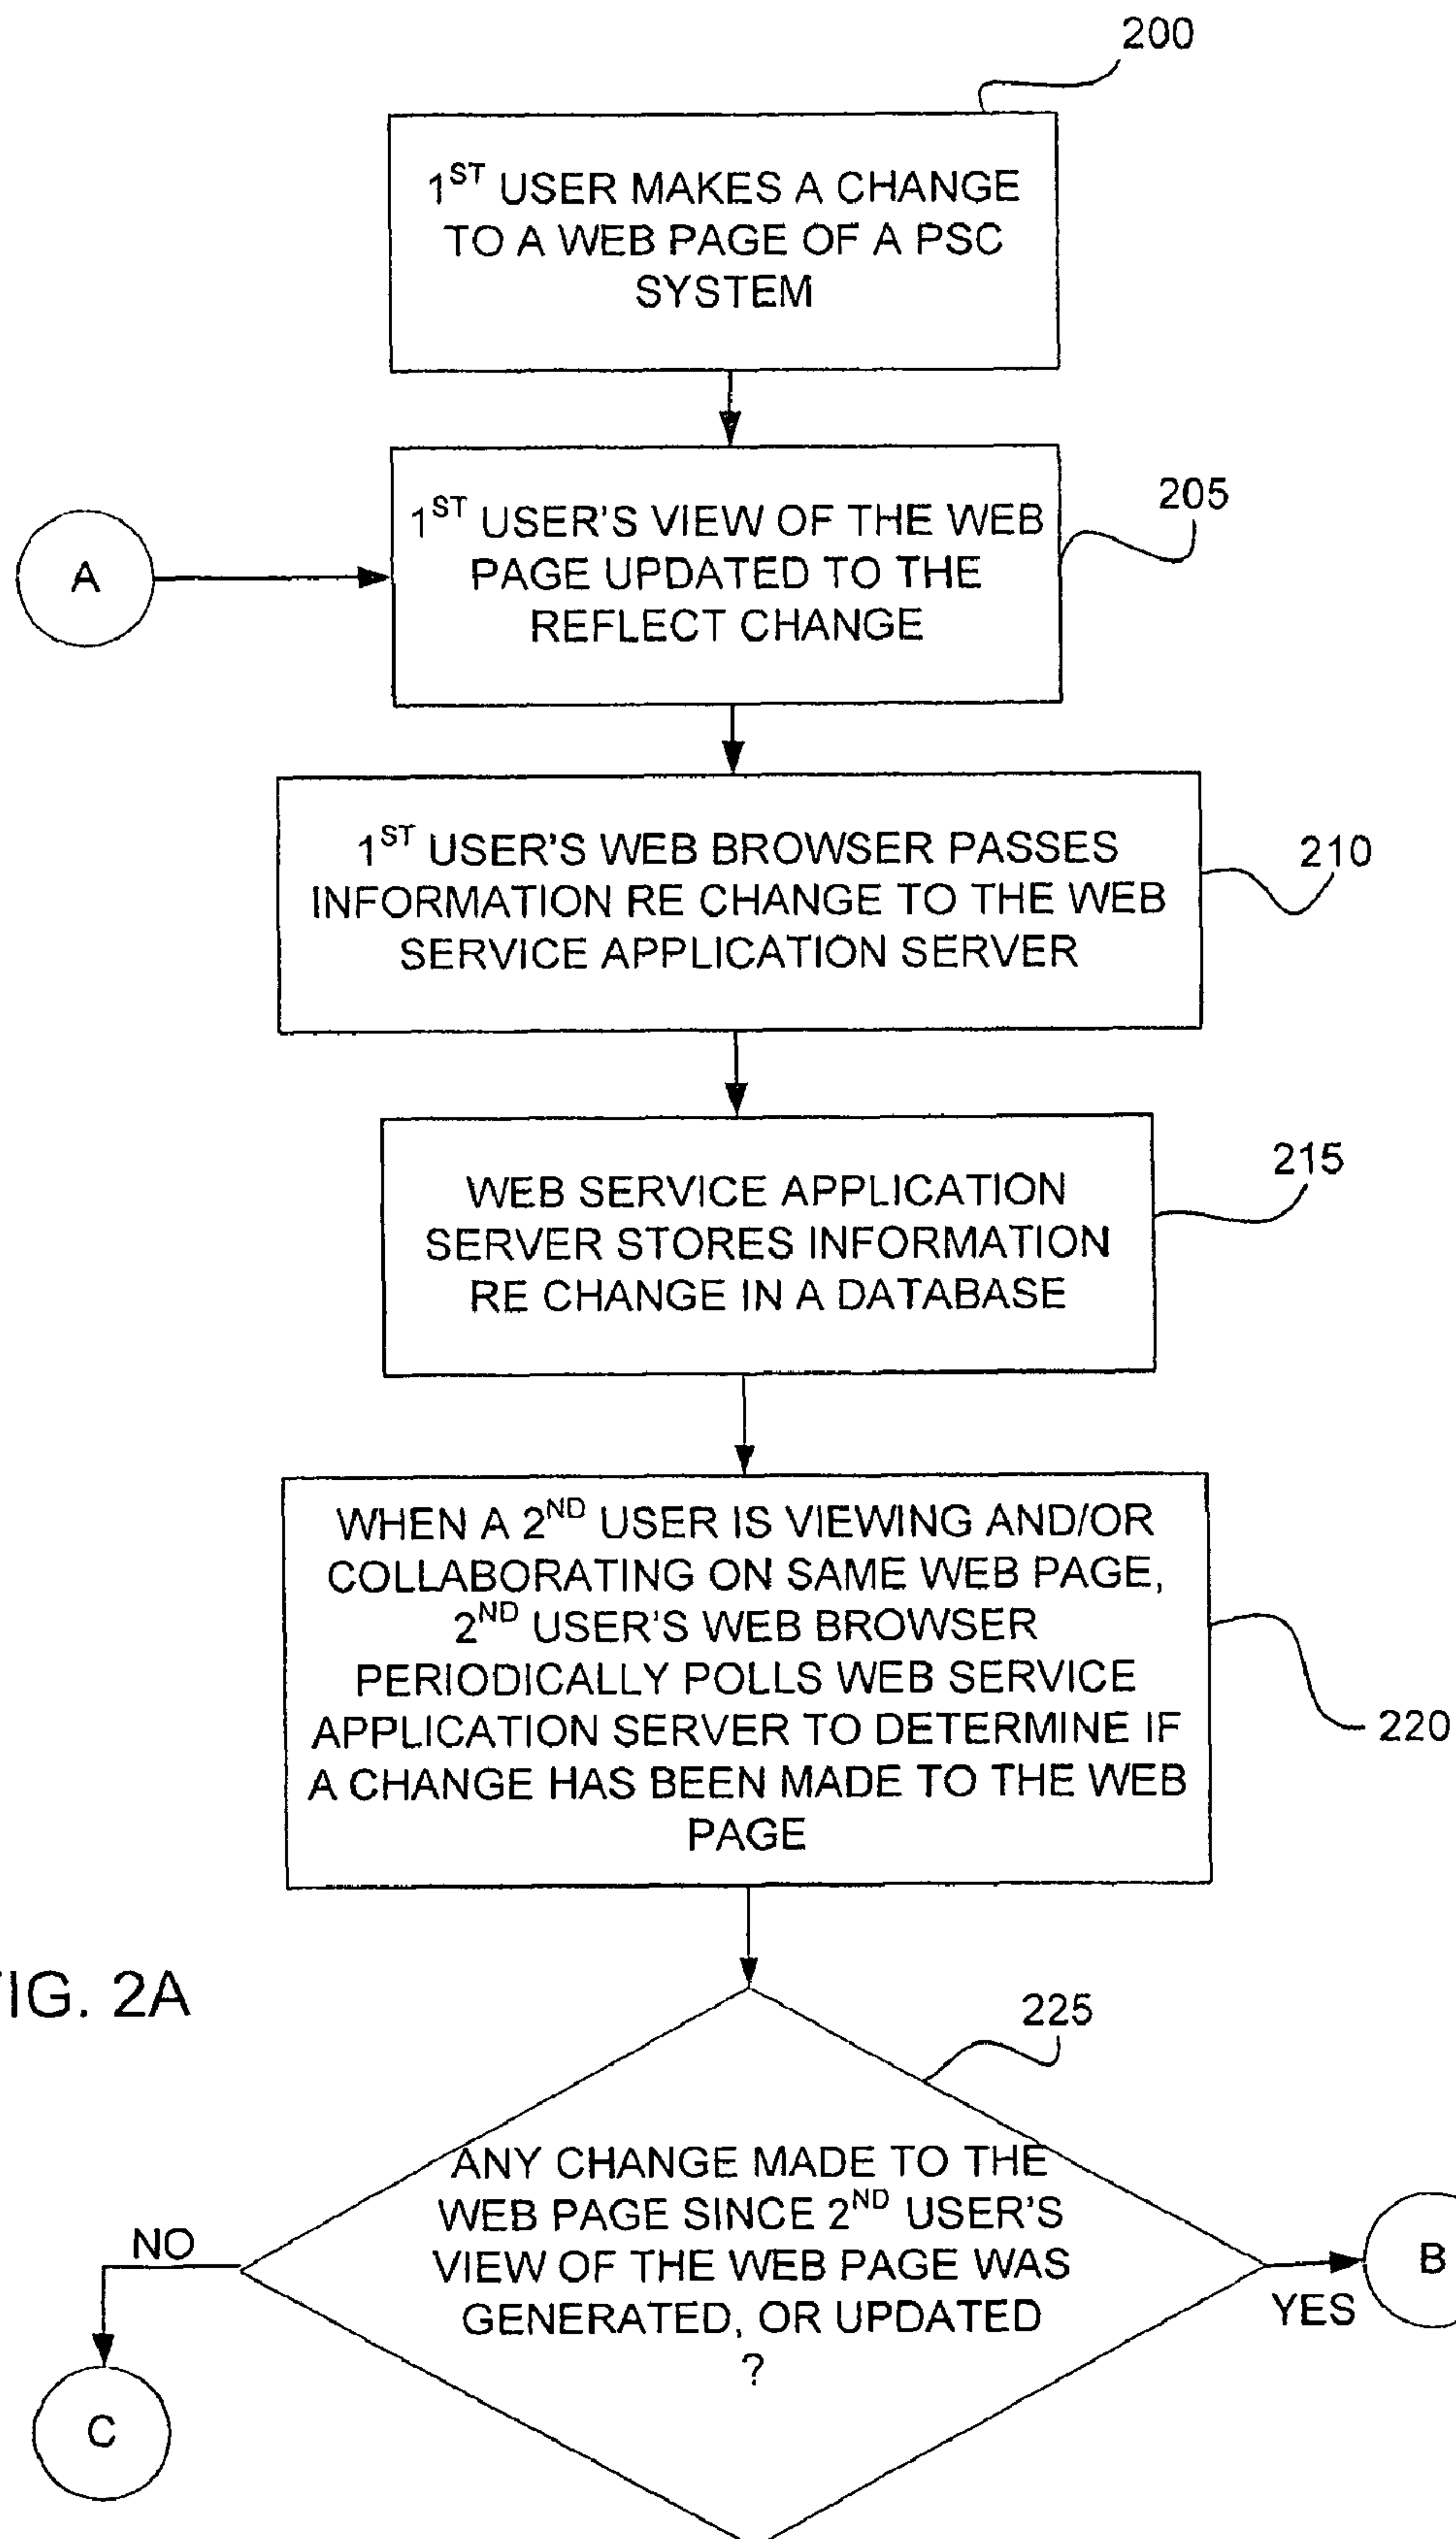 200
1ST USER MAKES A CHANGE
TO A WEB PAGE OF A PSC
SYSTEM
205
1ST USER'S VIEW OF THE WEB
PAGE UPDATED TO THE
REFLECT CHANGE
A
210
1ST USER'S WEB BROWSER PASSES
INFORMATION RE CHANGE TO THE WEB
SERVICE APPLICATION SERVER
215
WEB SERVICE APPLICATION
SERVER STORES INFORMATION
RE CHANGE IN A DATABASE
WHEN A 2ND USER IS VIEWING AND/OR
COLLABORATING ON SAME WEB PAGE,
2ND USER'S WEB BROWSER
PERIODICALLY POLLS WEB SERVICE
APPLICATION SERVER TO DETERMINE IF
A CHANGE HAS BEEN MADE TO THE WEB
PAGE
220
FIG. 2A
225
ANY CHANGE MADE TO THE
WEB PAGE SINCE 2ND USER'S
VIEW OF THE WEB PAGE WAS
GENERATED, OR UPDATED
?
NO
YES
B
C